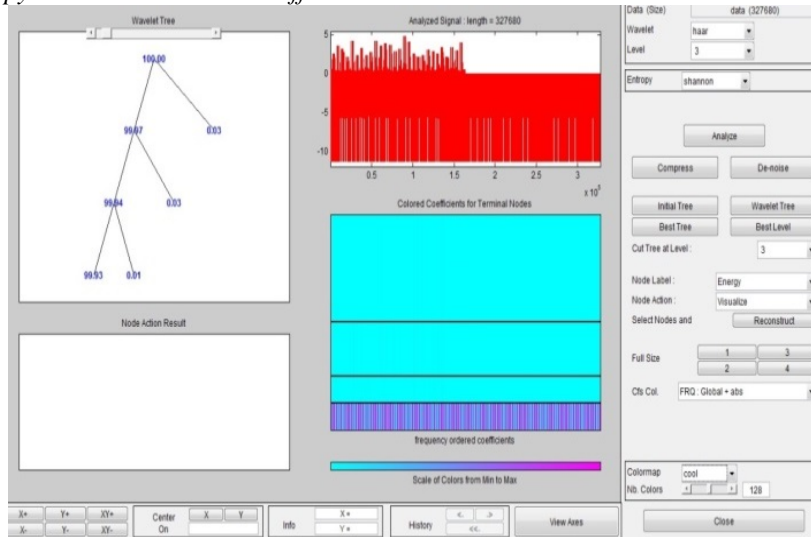 Wavelet Tree
100.00
99.97
0.03
99.94
0.03
99.93
0.01
Node Action Result
Analyzed Signal : length = 327680
5
0
-5
-10
0.5
1
1.5
2
2.5
3
x 10
Colored Coefficients for Terminal Nodes
frequency ordered coefficients
Scale of Colors from Min to Max
Data (Size) data (327680)
Wavelet haar
Level 3
Entropy shannon
Analyze
Compress De-noise
Initial Tree Wavelet Tree
Best Tree Best Level
Cut Tree at Level : 3
Node Label : Energy
Node Action : Visualize
Select Nodes and Reconstruct
Full Size 1 3
2 4
Cfs Col. FRQ : Global + abs
Colormap cool
Nb. Colors 128
Close
X+ Y+ XY+
X- Y- XY-
Center
On
X Y
Info
X =
Y =
History
<- ->
<<-
View Axes